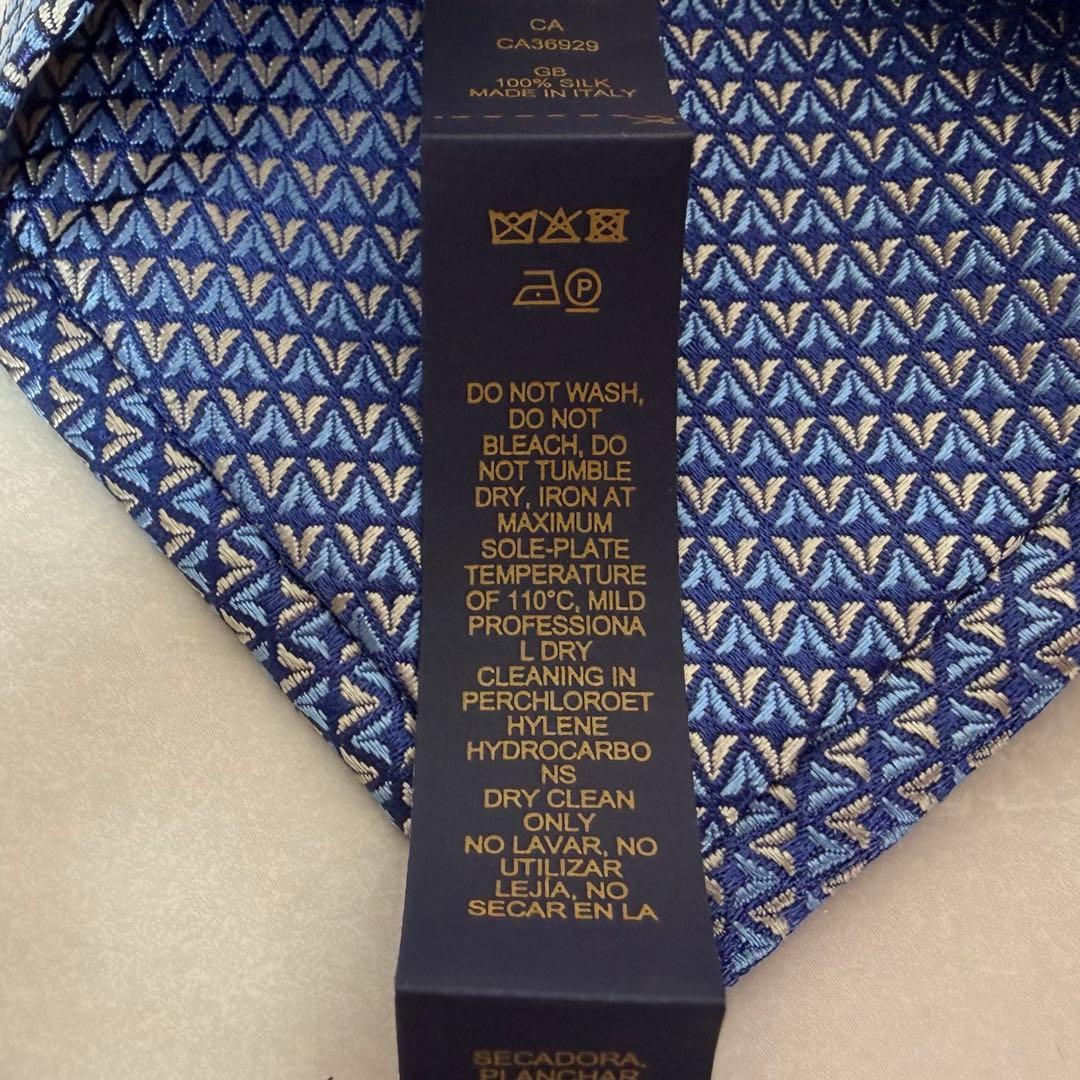 CA
CA36929
GB
100% SILK
MADE IN ITALY
P
DO NOT WASH,
DO NOT
BLEACH, DO
NOT TUMBLE
DRY, IRON AT
MAXIMUM
SOLE-PLATE
TEMPERATURE
OF 110°C, MILD
PROFESSIONA
L DRY
CLEANING IN
PERCHLOROET
HYLENE
HYDROCARBO
NS
DRY CLEAN
ONLY
NO LAVAR, NO
UTILIZAR
LEJÍA, NO
SECAR EN LA
SECADORA,
PLANCHAR